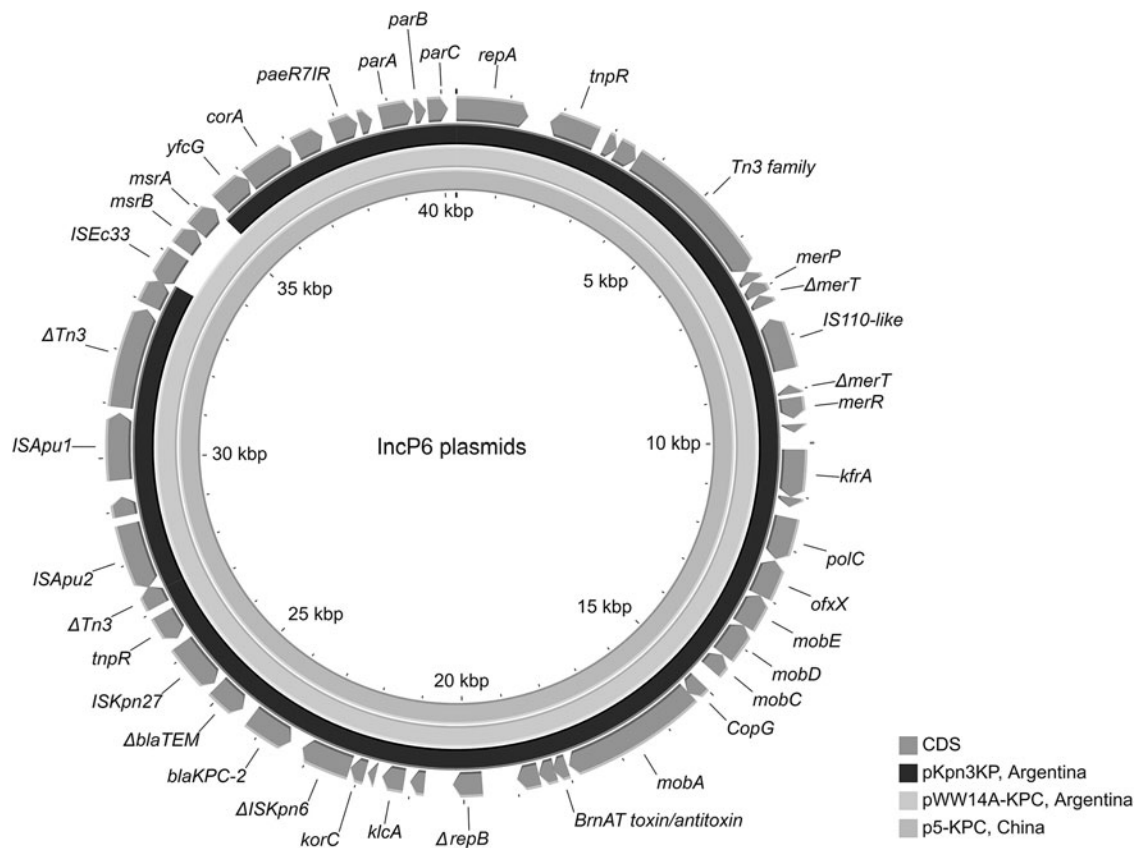 parB
parA
parC
repA
paeR7IR
tnpR
corA
yfcG
Tn3 family
msrA
40 kbp
msrB
ISEc33
merP
5 kbp
ΔmerT
35 kbp
IS110-like
ΔTn3
ΔmerT
merR
ISApu1
30 kbp
IncP6 plasmids
10 kbp
kfrA
polC
ISApu2
ofxX
25 kbp
15 kbp
ΔTn3
mobE
tnpR
mobD
20 kbp
ISKpn27
mobC
CopG
ΔblaTEM
blaKPC-2
mobA
ΔISKpn6
BrnAT toxin/antitoxin
korC
klcA
ΔrepB
CDS
pKpn3KP, Argentina
pWW14A-KPC, Argentina
p5-KPC, China